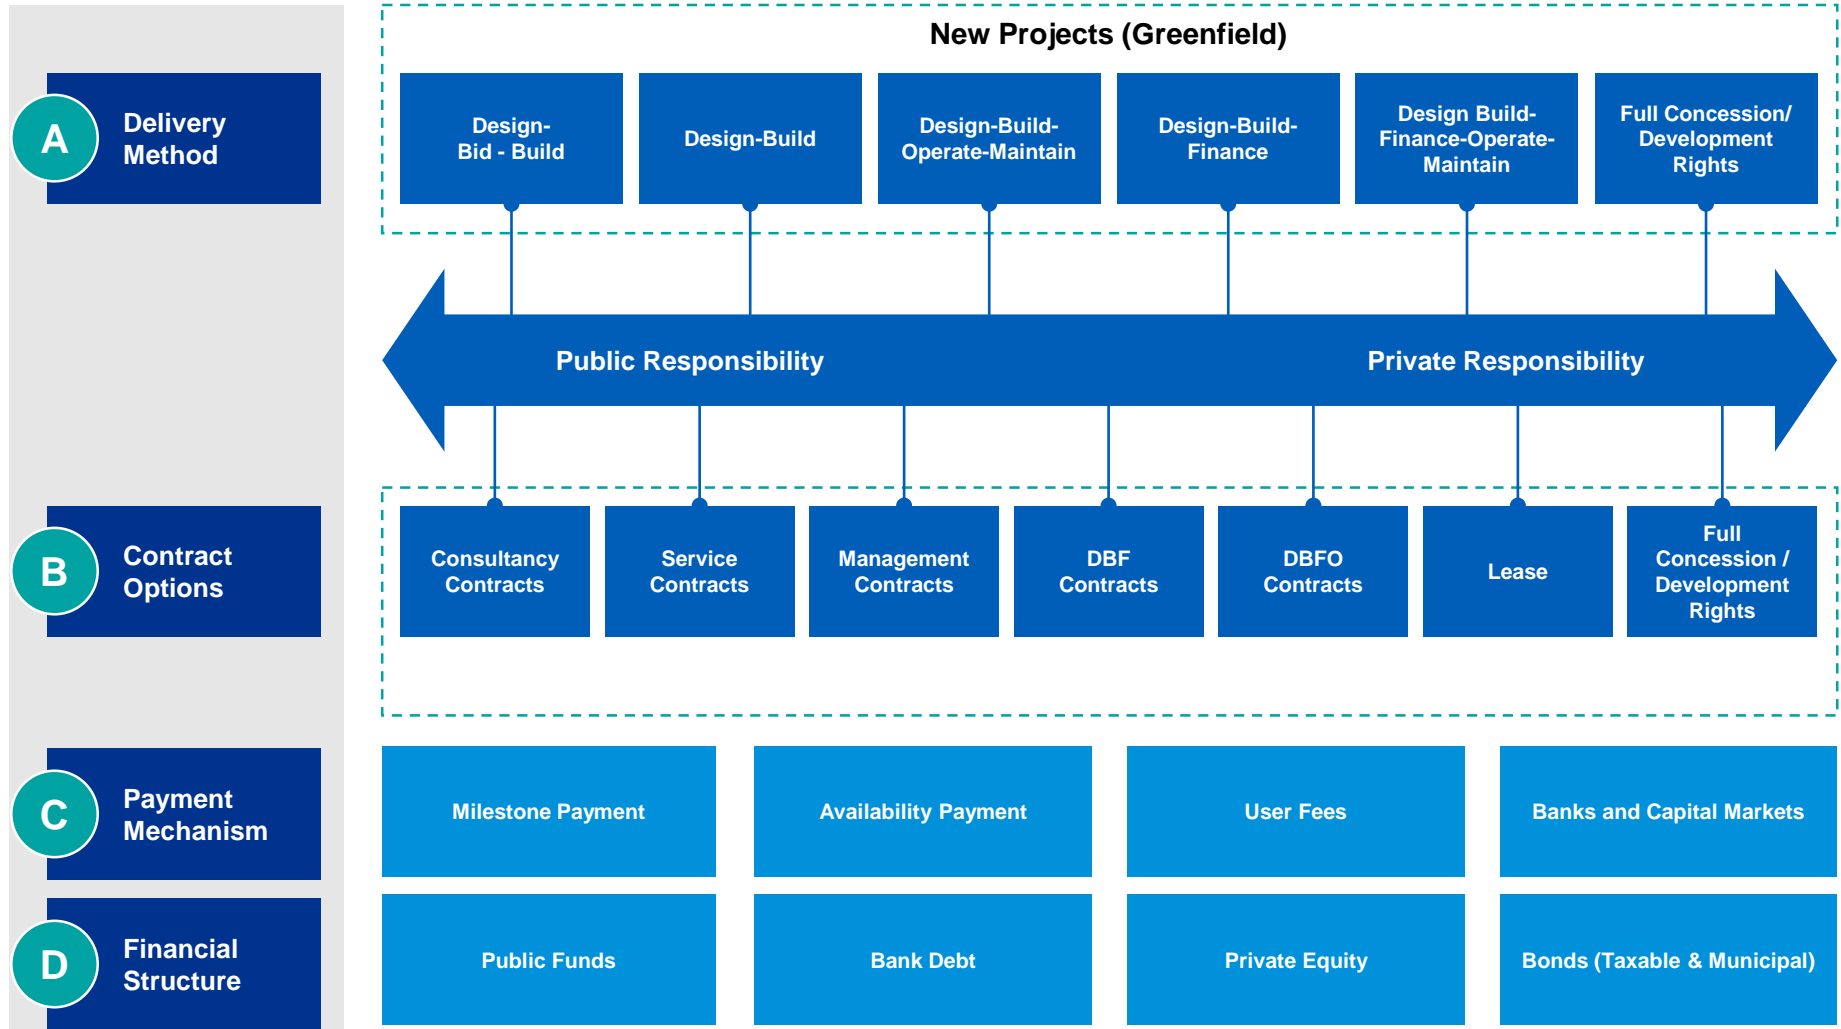 New Projects (Greenfield)
A
Delivery
Method
Design-
Bid - Build
Design-Build
Design-Build-
Operate-Maintain
Design-Build-
Finance
Design Build-
Finance-Operate-
Maintain
Full Concession/
Development
Rights
Public Responsibility
Private Responsibility
B
Contract
Options
Consultancy
Contracts
Service
Contracts
Management
Contracts
DBF
Contracts
DBFO
Contracts
Lease
Full
Concession /
Development
Rights
C
Payment
Mechanism
Milestone Payment
Availability Payment
User Fees
Banks and Capital Markets
D
Financial
Structure
Public Funds
Bank Debt
Private Equity
Bonds (Taxable & Municipal)